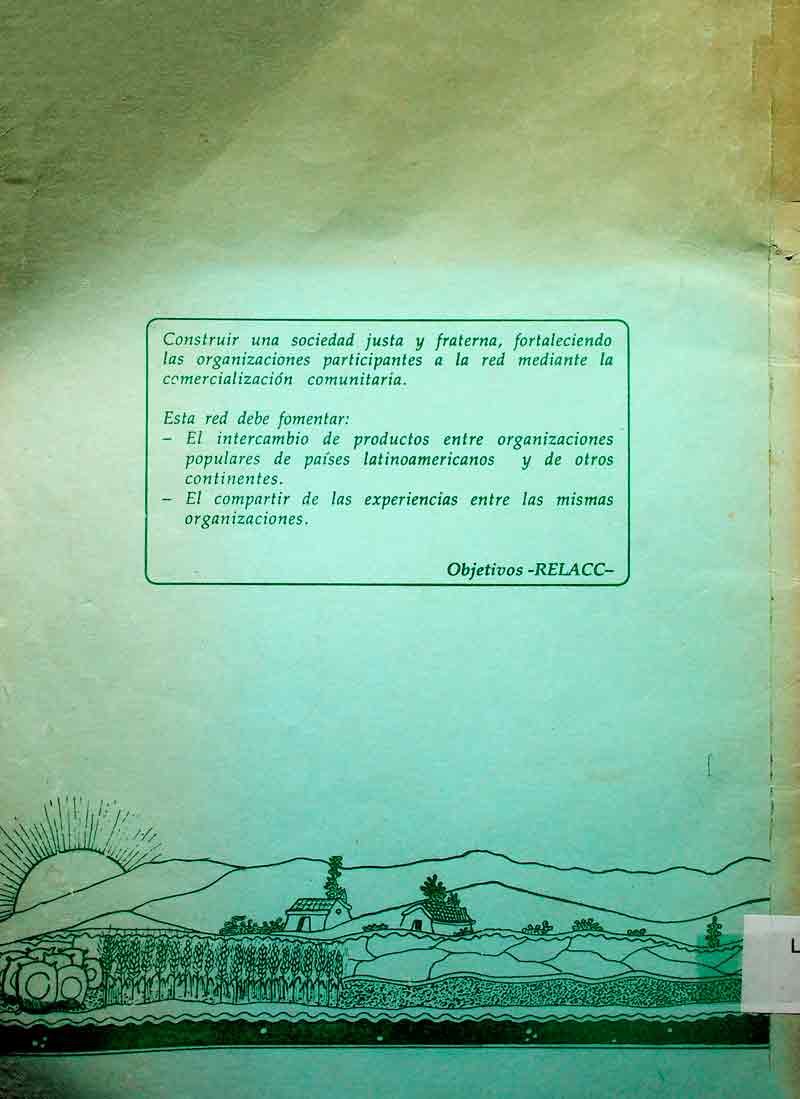 Construir una sociedad justa y fraterna, fortaleciendo
las organizaciones participantes a la red mediante la
comercialización comunitaria.
Esta red debe fomentar:
– El intercambio de productos entre organizaciones
populares de países latinoamericanos y de otros
continentes.
– El compartir de las experiencias entre las mismas
organizaciones.
Objetivos -RELACC–
L